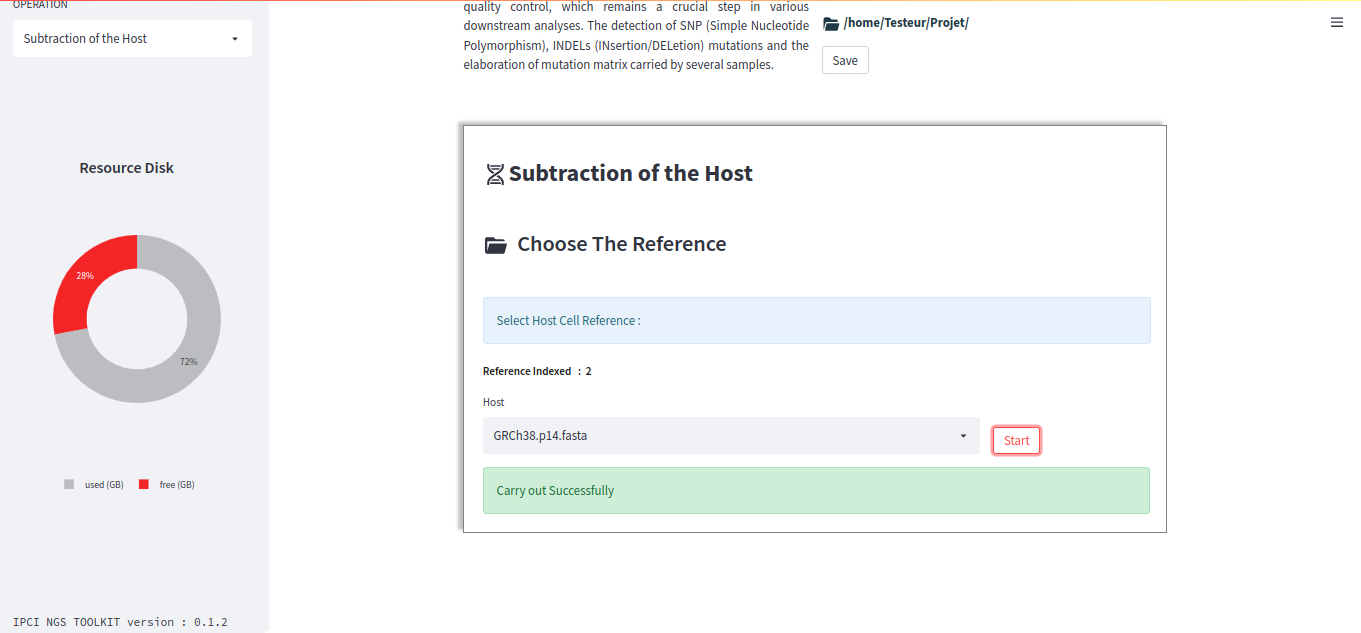 OPERATION
Subtraction of the Host
Resource Disk
28%
72%
used (GB)
free (GB)
IPCI NGS TOOLKIT version : 0.1.2
quality control, which remains a crucial step in various
downstream analyses. The detection of SNP (Simple Nucleotide
Polymorphism), INDELs (INsertion/DELetion) mutations and the
elaboration of mutation matrix carried by several samples.
/home/Testeur/Projet/
Save
Subtraction of the Host
Choose The Reference
Select Host Cell Reference :
Reference Indexed : 2
Host
GRCh38.p14.fasta
Start
Carry out Successfully